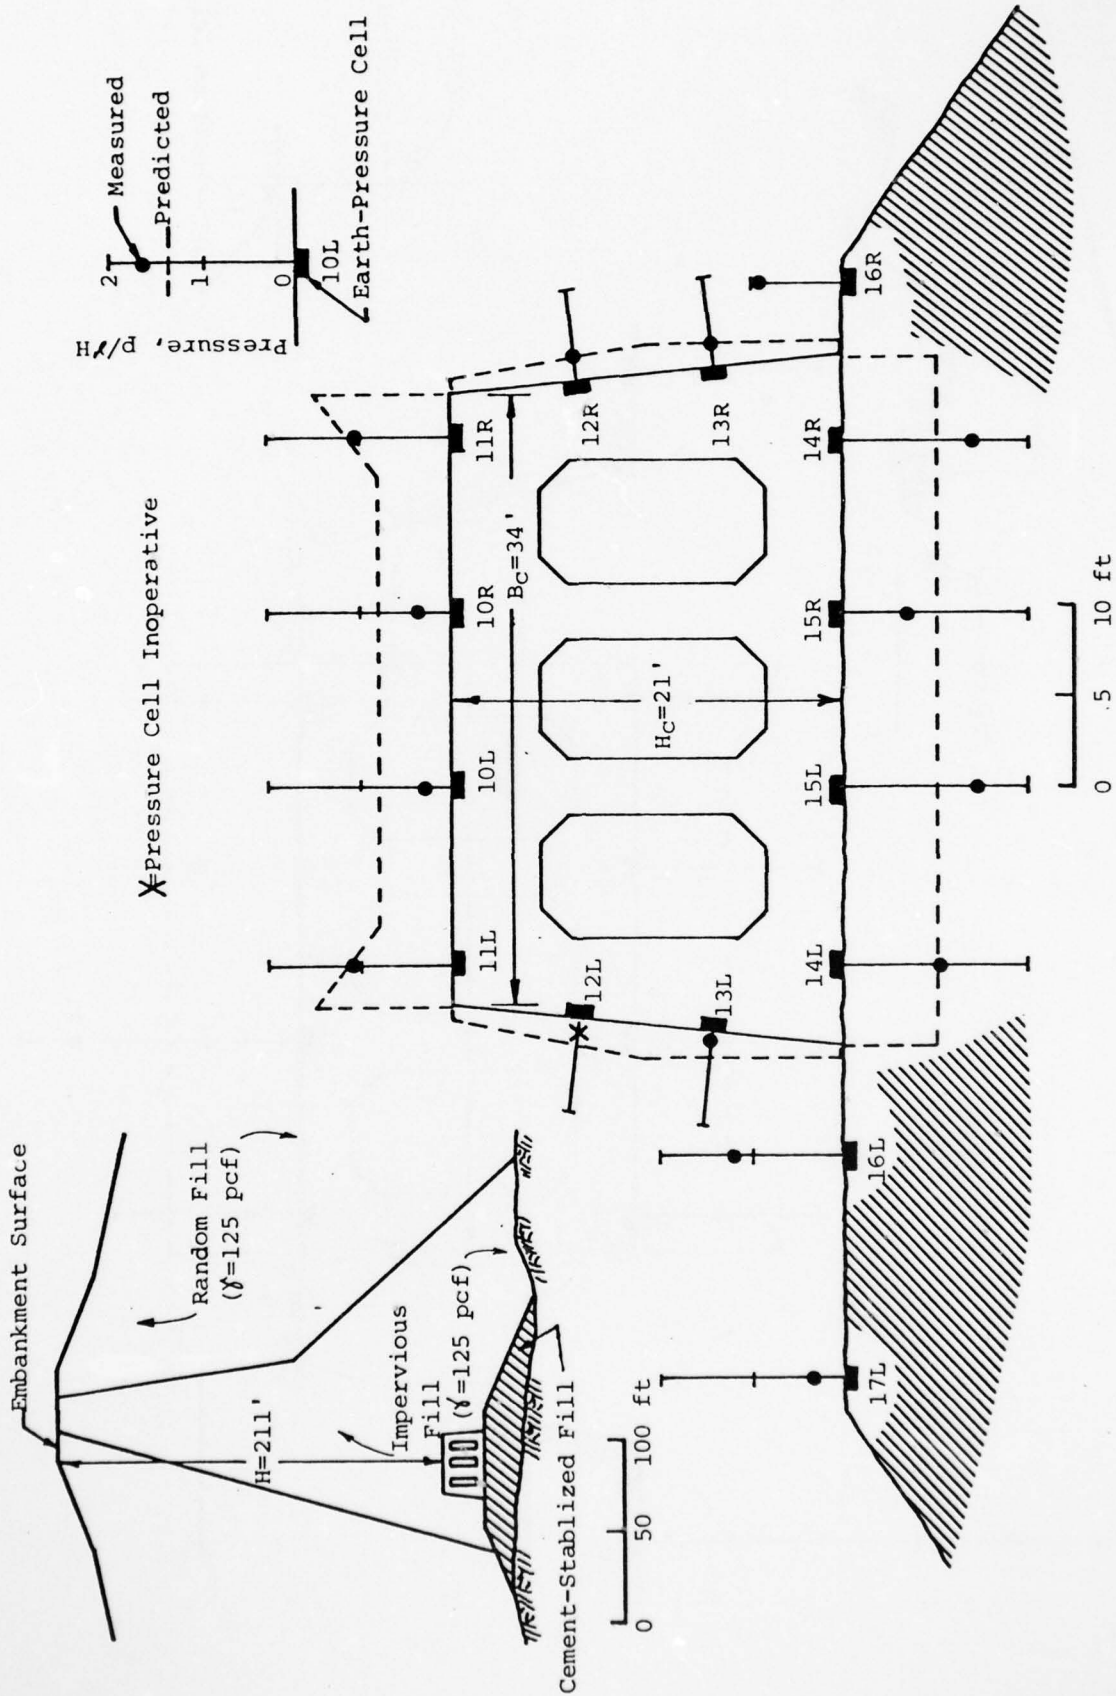 Embankment Surface
Random Fill
(γ=125 pcf)
H=211'
Impervious
Fill
(γ=125 pcf)
Cement-Stablized Fill
0 50 100 ft
X=Pressure Cell Inoperative
Pressure, p/γH
2
1
0
Measured
Predicted
10L
Earth-Pressure Cell
11L
10L
10R
11R
BC=34'
12L
12R
HC=21'
13L
13R
14L
15L
15R
14R
17L
16L
16R
0 5 10 ft